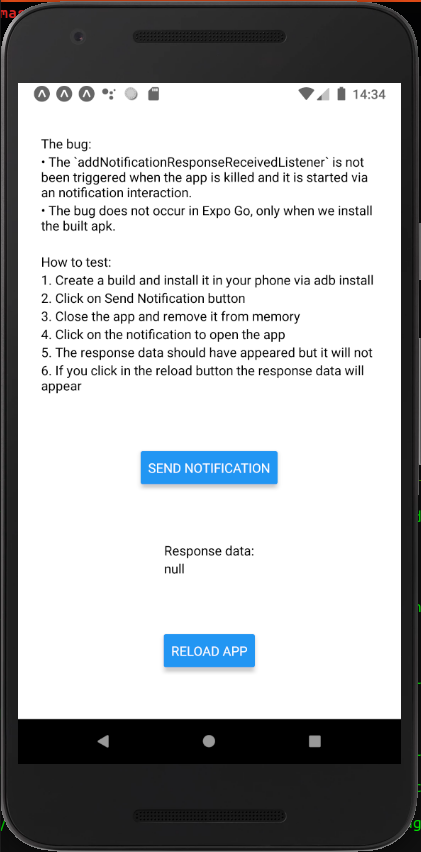 14:34
The bug:
• The `addNotificationResponseReceivedListener` is not
been triggered when the app is killed and it is started via
an notification interaction.
• The bug does not occur in Expo Go, only when we install
the built apk.
How to test:
1. Create a build and install it in your phone via adb install
2. Click on Send Notification button
3. Close the app and remove it from memory
4. Click on the notification to open the app
5. The response data should have appeared but it will not
6. If you click in the reload button the response data will
appear
SEND NOTIFICATION
Response data:
null
RELOAD APP